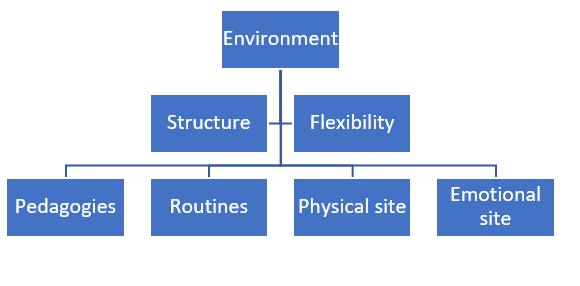 Environment
Structure
Flexibility
Pedagogies
Routines
Physical site
Emotional
site